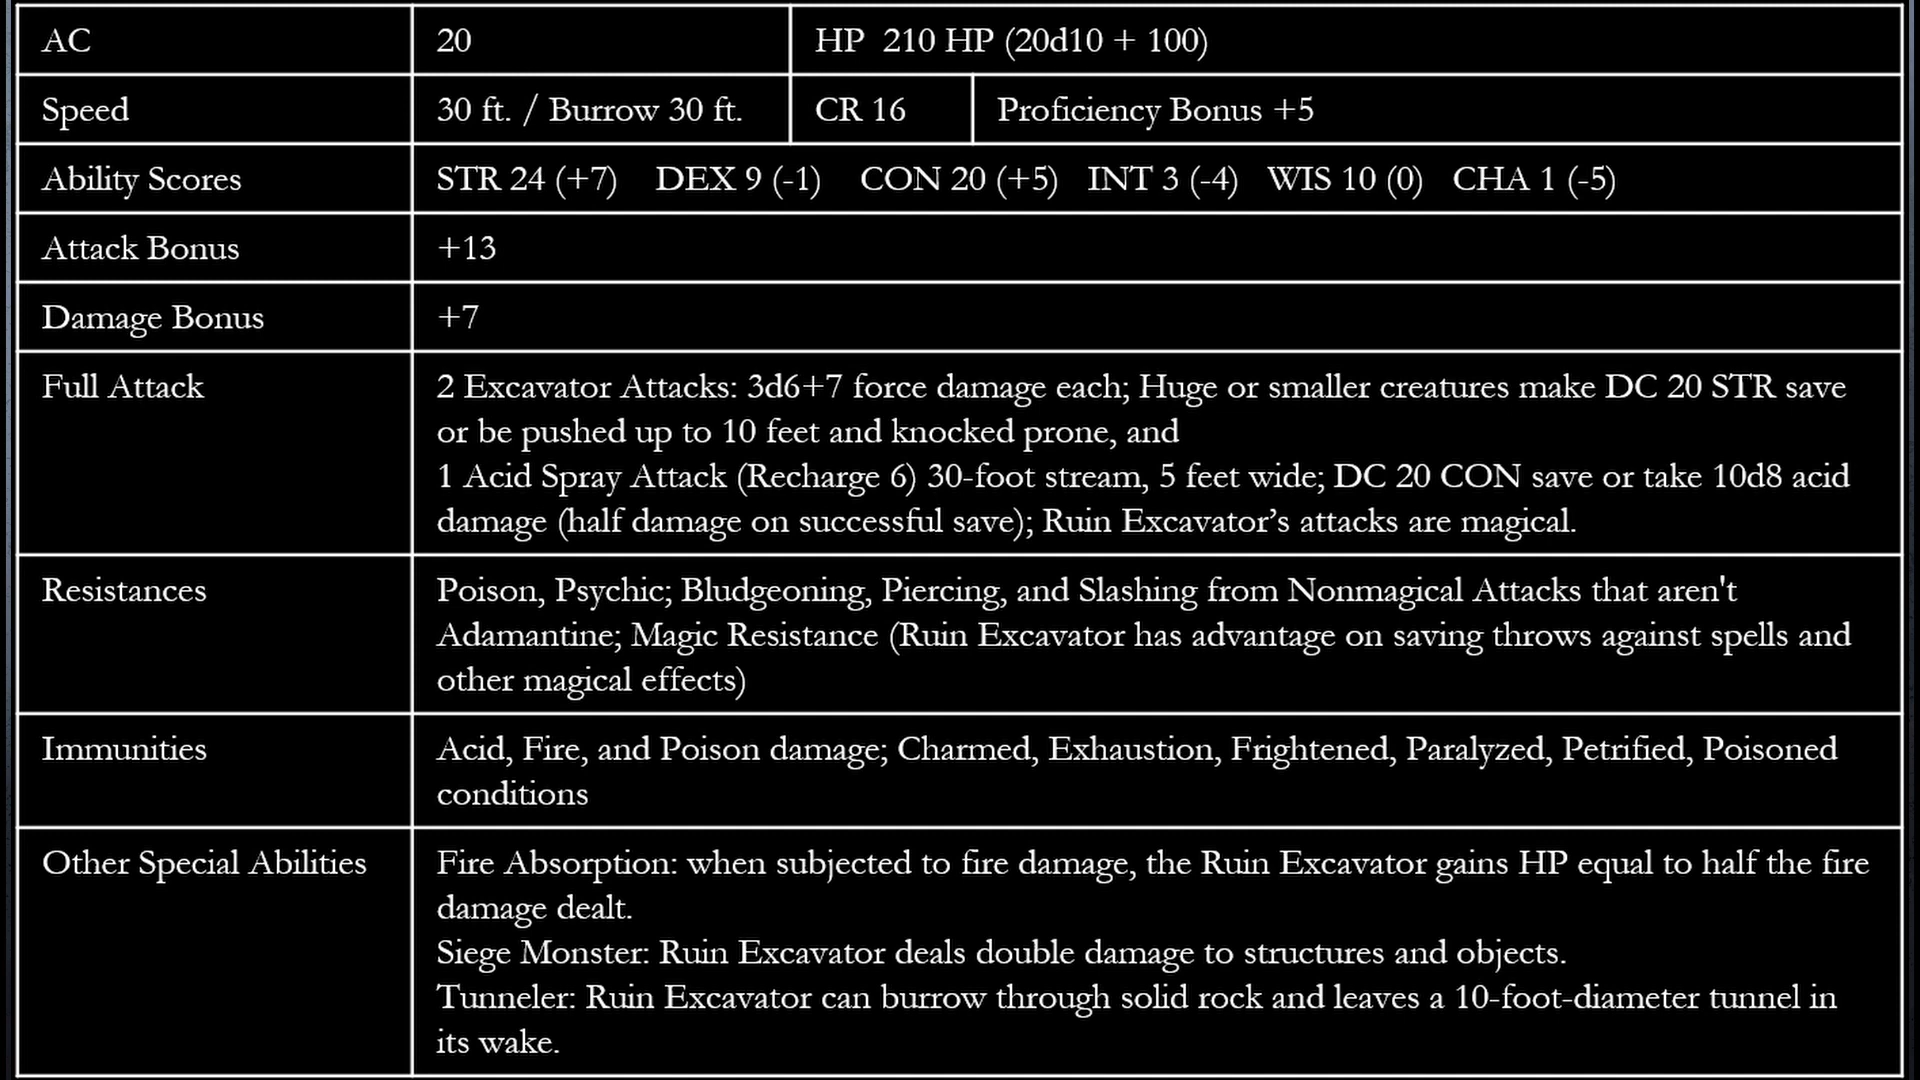 AC 20 HP  210 HP (20d10 + 100)
Speed 30 ft. / Burrow 30 ft. CR 16 Proficiency Bonus +5
Ability Scores STR 24 (+7) DEX 9 (-1) CON 20 (+5) INT 3 (-4) WIS 10 (0) CHA 1 (-5)
Attack Bonus +13
Damage Bonus +7
Full Attack 2 Excavator Attacks: 3d6+7 force damage each; Huge or smaller creatures make DC 20 STR save
or be pushed up to 10 feet and knocked prone, and
1 Acid Spray Attack (Recharge 6) 30-foot stream, 5 feet wide; DC 20 CON save or take 10d8 acid
damage (half damage on successful save); Ruin Excavator’s attacks are magical.
Resistances Poison, Psychic; Bludgeoning, Piercing, and Slashing from Nonmagical Attacks that aren't
Adamantine; Magic Resistance (Ruin Excavator has advantage on saving throws against spells and
other magical effects)
Immunities Acid, Fire, and Poison damage; Charmed, Exhaustion, Frightened, Paralyzed, Petrified, Poisoned
conditions
Other Special Abilities Fire Absorption: when subjected to fire damage, the Ruin Excavator gains HP equal to half the fire
damage dealt.
Siege Monster: Ruin Excavator deals double damage to structures and objects.
Tunneler: Ruin Excavator can burrow through solid rock and leaves a 10-foot-diameter tunnel in
its wake.